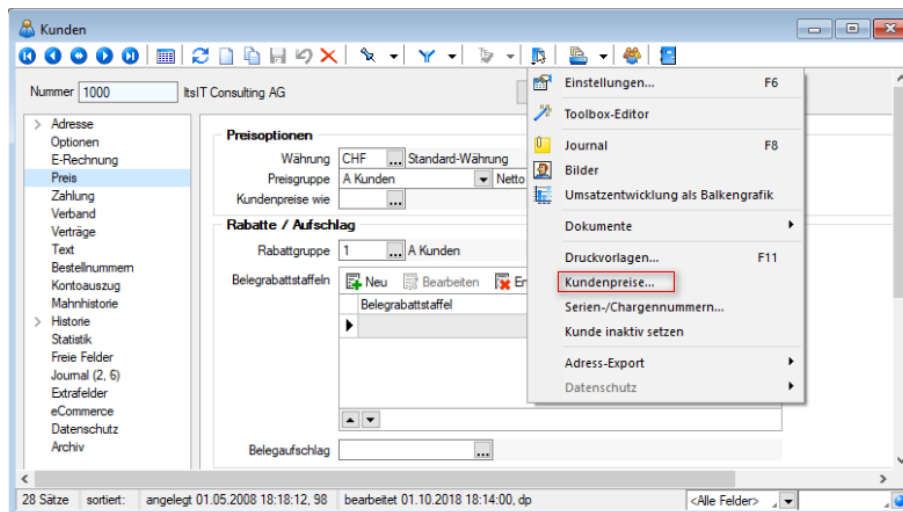 Kunden
Nummer 1000 ItsIT Consulting AG
Adresse
Optionen
E-Rechnung
Preis
Zahlung
Verband
Verträge
Text
Bestellnummern
Kontoauszug
Mahnhistorie
Historie
Statistik
Freie Felder
Journal (2, 6)
Extrafelder
eCommerce
Datenschutz
Archiv
Preisoptionen
Währung CHF ... Standard-Währung
Preisgruppe A Kunden Netto
Kundenpreise wie ...
Rabatte / Aufschlag
Rabattgruppe 1 ... A Kunden
Belegrabattstaffeln Neu Bearbeiten En
Belegrabattstaffel
Belegaufschlag ...
Einstellungen... F6
Toolbox-Editor
Journal F8
Bilder
Umsatzentwicklung als Balkengrafik
Dokumente
Druckvorlagen... F11
Kundenpreise...
Serien-/Chargennummern...
Kunde inaktiv setzen
Adress-Export
Datenschutz
28 Sätze sortiert: angelegt 01.05.2008 18:18:12, 98 bearbeitet 01.10.2018 18:14:00, dp <Alle Felder>